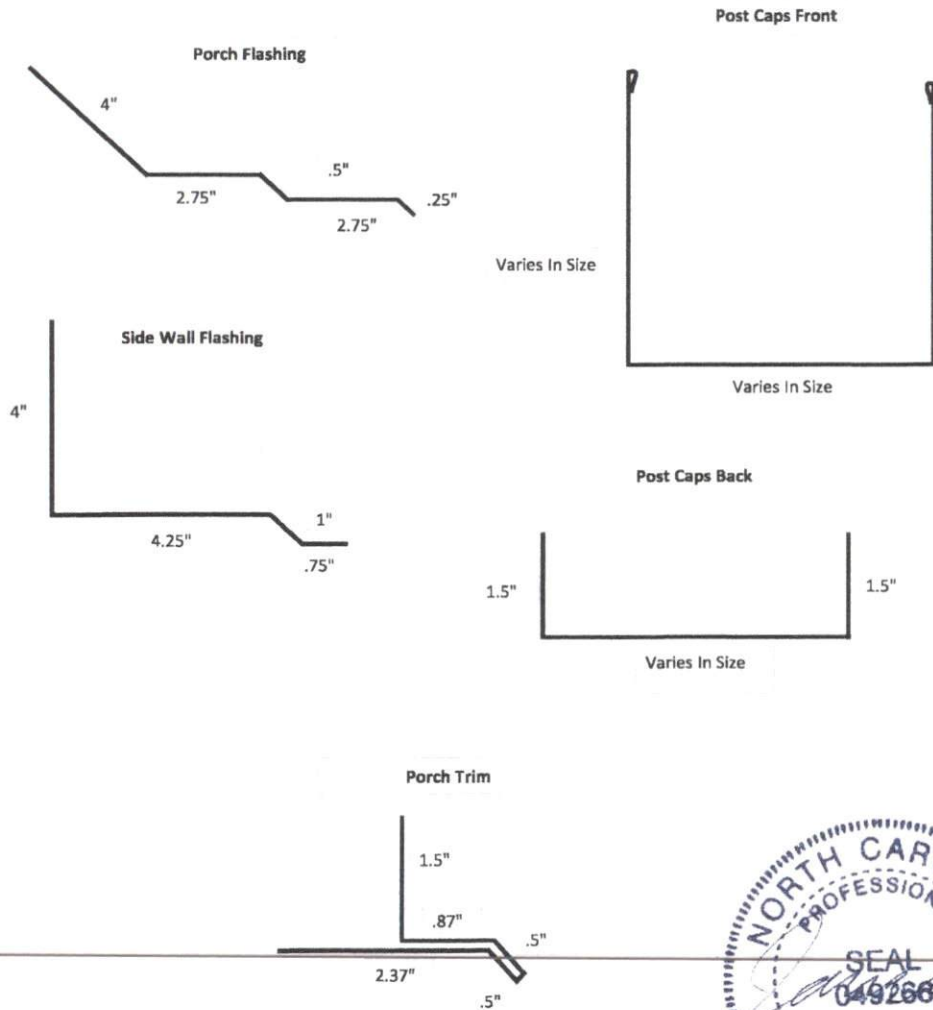 Post Caps Front
Porch Flashing
4"
2.75"
.5"
2.75"
.25"
Varies In Size
Varies In Size
Side Wall Flashing
4"
4.25"
1"
.75"
Post Caps Back
1.5"
1.5"
Varies In Size
Porch Trim
1.5"
.87"
.5"
2.37"
.5"
NORTH CAR
PROFESSION
SEAL
049266